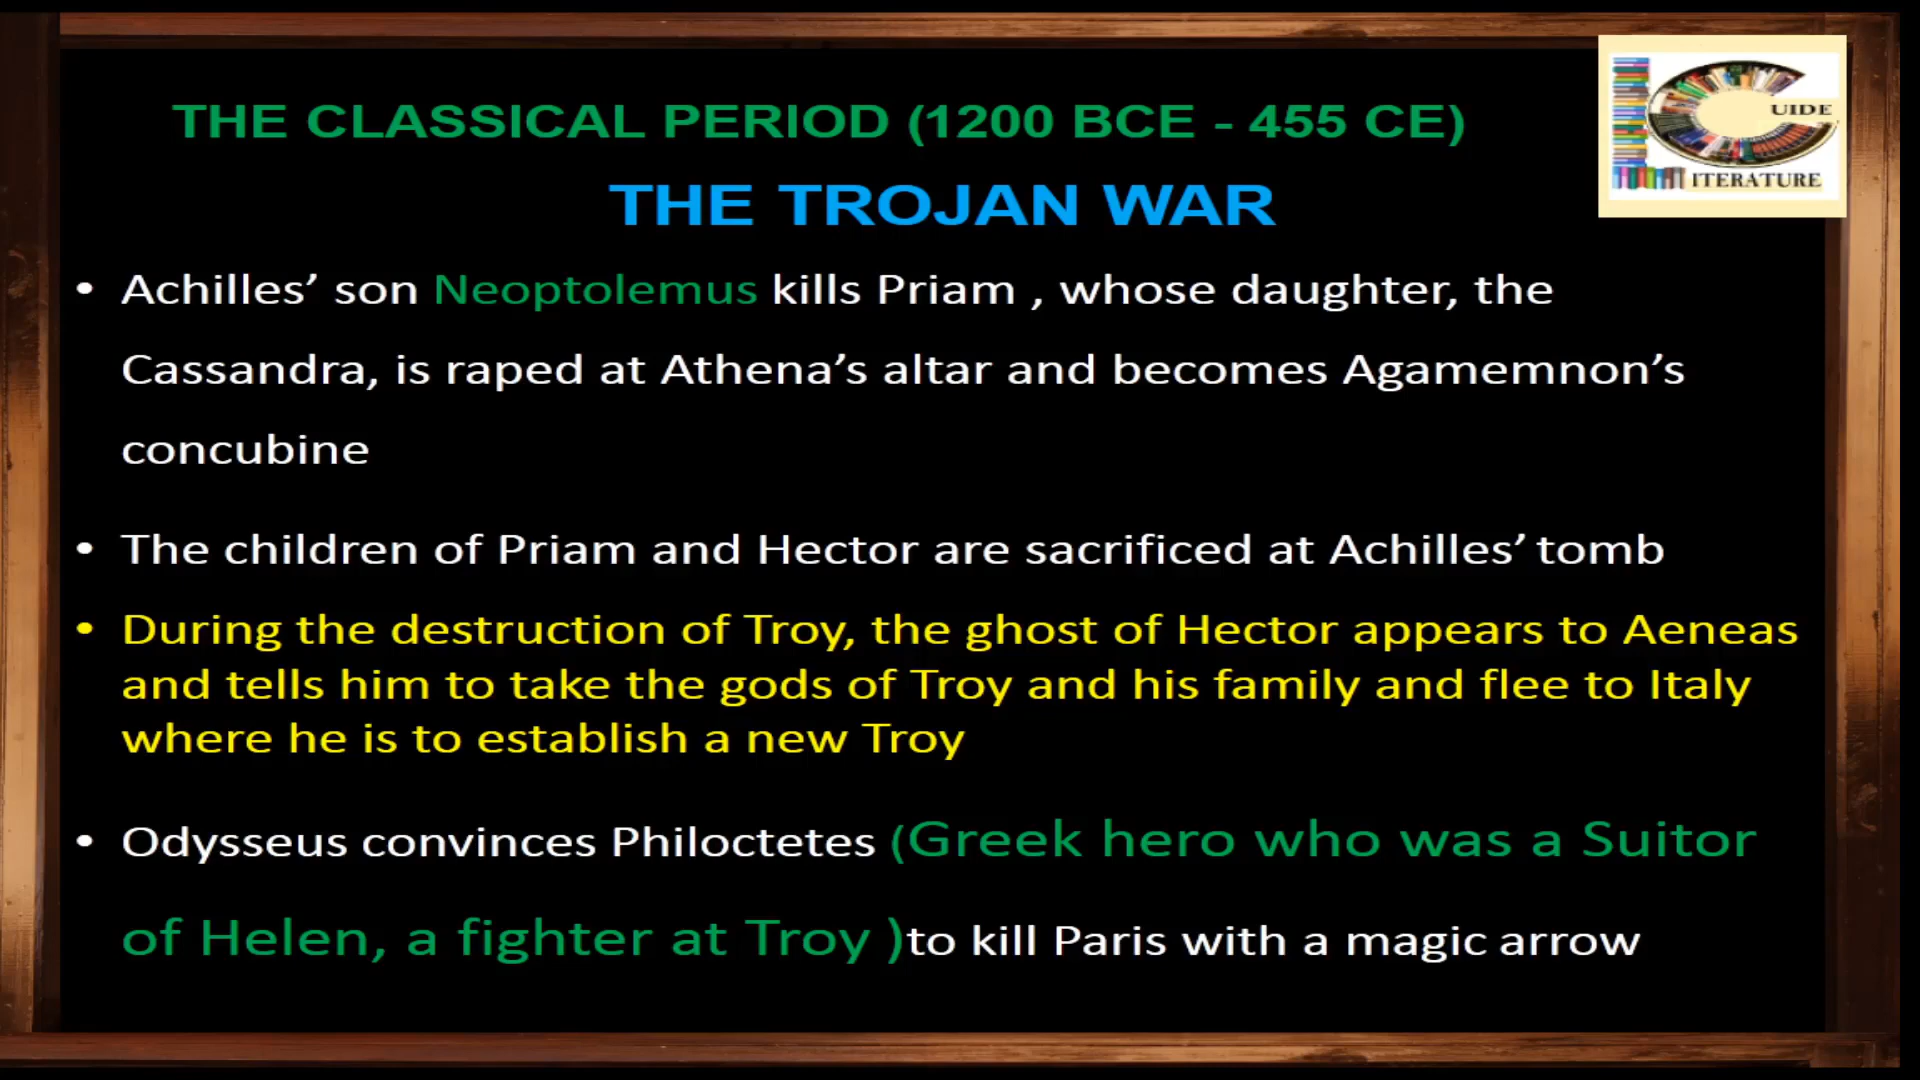 THE CLASSICAL PERIOD (1200 BCE - 455 CE)
THE TROJAN WAR
UIDE
ITERATURE
• Achilles’ son Neoptolemus kills Priam , whose daughter, the
Cassandra, is raped at Athena’s altar and becomes Agamemnon’s
concubine
• The children of Priam and Hector are sacrificed at Achilles’ tomb
• During the destruction of Troy, the ghost of Hector appears to Aeneas
and tells him to take the gods of Troy and his family and flee to Italy
where he is to establish a new Troy
• Odysseus convinces Philoctetes (Greek hero who was a Suitor
of Helen, a fighter at Troy )to kill Paris with a magic arrow